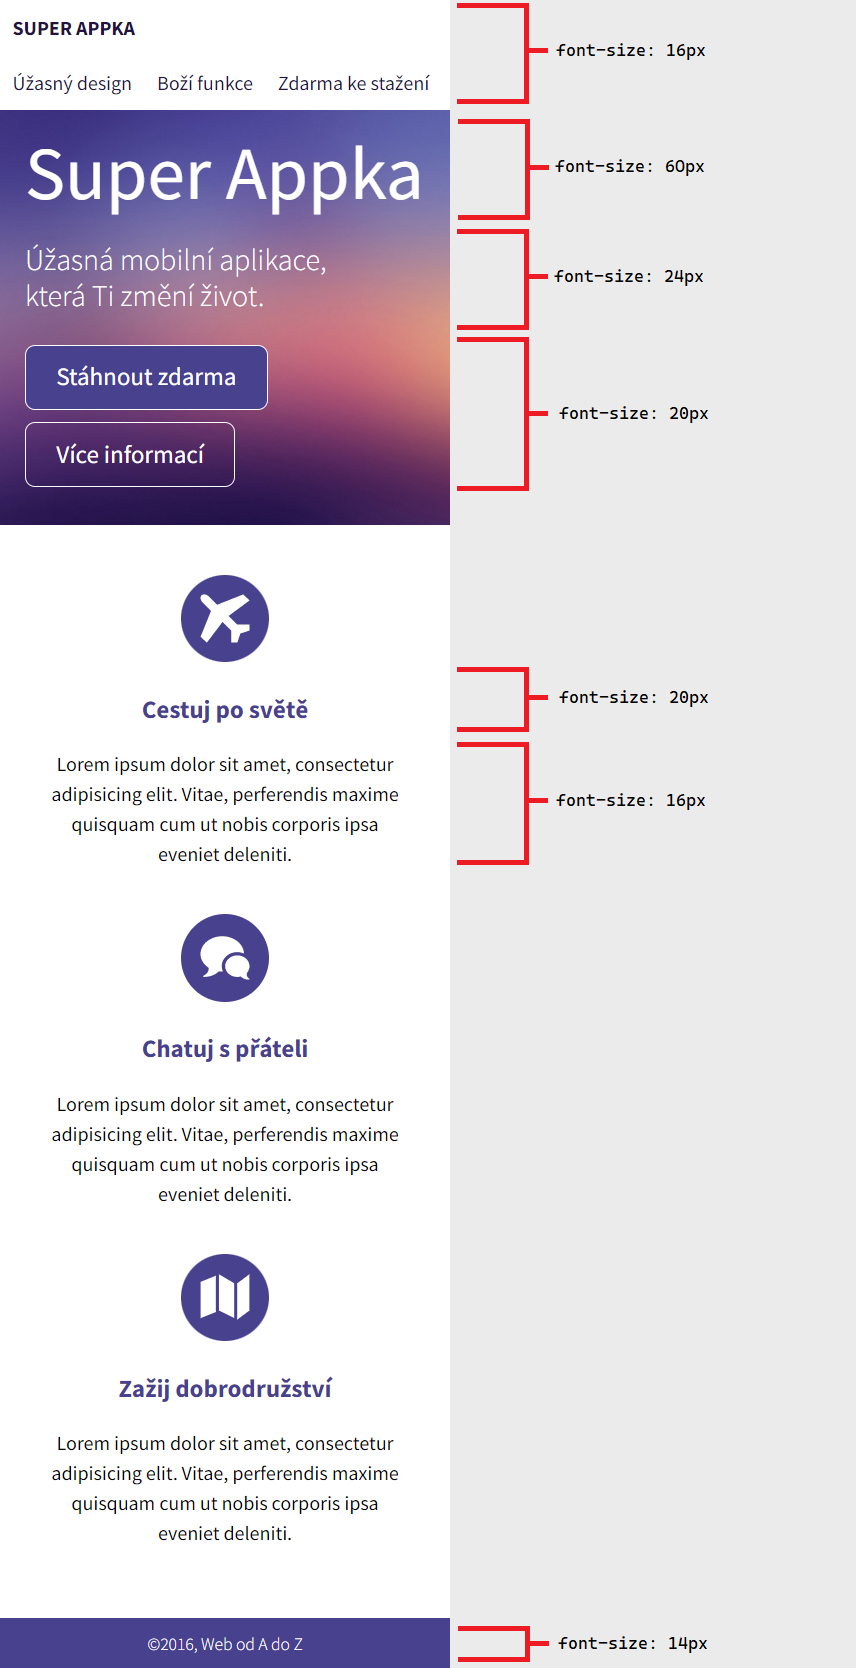 SUPER APPKA
font-size: 16px
Úžasný design Boží funkce Zdarma ke stažení
Super Appka
font-size: 60px
Úžasná mobilní aplikace,
která Ti změní život.
font-size: 24px
Stáhnout zdarma
Více informací
font-size: 20px
Cestuj po světě
font-size: 20px
Lorem ipsum dolor sit amet, consectetur
adipisicing elit. Vitae, perferendis maxime
quisquam cum ut nobis corporis ipsa
eveniet deleniti.
font-size: 16px
Chatuj s přáteli
Lorem ipsum dolor sit amet, consectetur
adipisicing elit. Vitae, perferendis maxime
quisquam cum ut nobis corporis ipsa
eveniet deleniti.
Zažij dobrodružství
Lorem ipsum dolor sit amet, consectetur
adipisicing elit. Vitae, perferendis maxime
quisquam cum ut nobis corporis ipsa
eveniet deleniti.
©2016, Web od A do Z
font-size: 14px